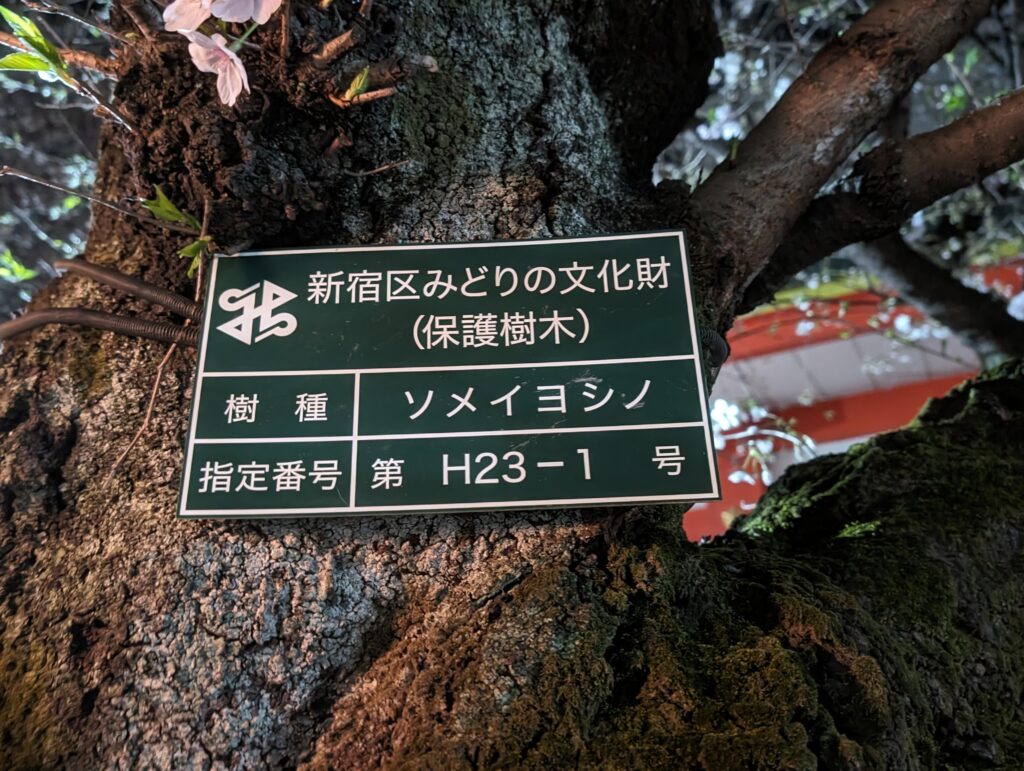 新宿区みどりの文化財
(保護樹木)
樹 種 ソメイヨシノ
指定番号 第 H23-1 号